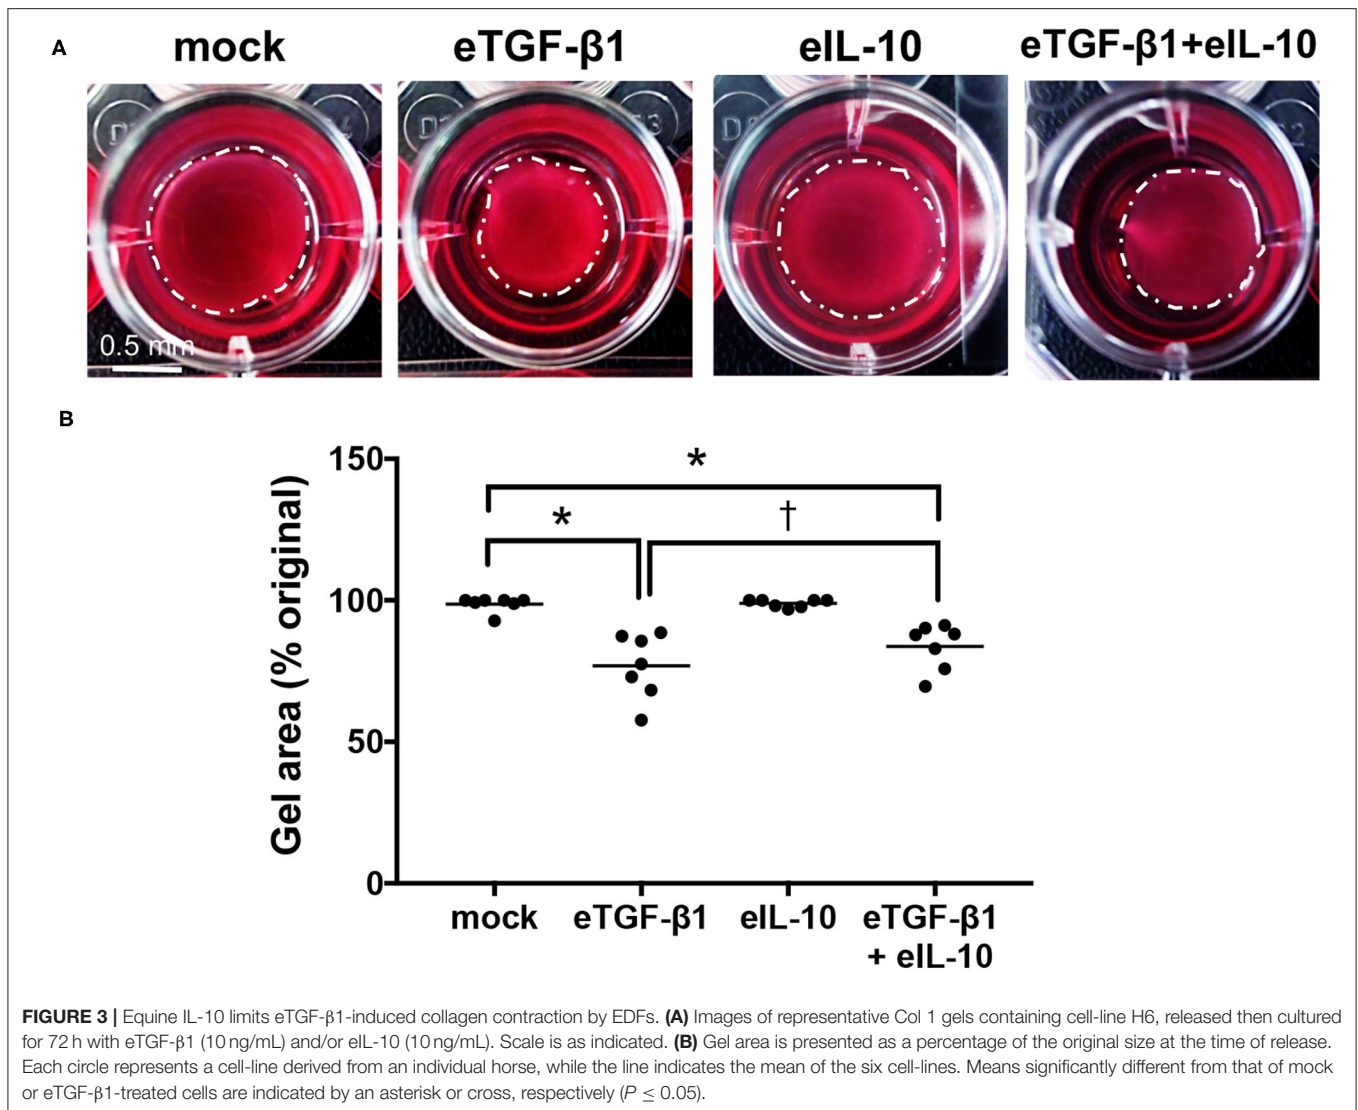 A
mock
eTGF-β1
eIL-10
eTGF-β1+eIL-10
0.5 mm
B
Gel area (% original)
150
100
50
0
*
*
†
mock
eTGF-β1
eIL-10
eTGF-β1
+ eIL-10
FIGURE 3 | Equine IL-10 limits eTGF-β1-induced collagen contraction by EDFs. (A) Images of representative Col 1 gels containing cell-line H6, released then cultured
for 72 h with eTGF-β1 (10 ng/mL) and/or eIL-10 (10 ng/mL). Scale is as indicated. (B) Gel area is presented as a percentage of the original size at the time of release.
Each circle represents a cell-line derived from an individual horse, while the line indicates the mean of the six cell-lines. Means significantly different from that of mock
or eTGF-β1-treated cells are indicated by an asterisk or cross, respectively (P ≤ 0.05).